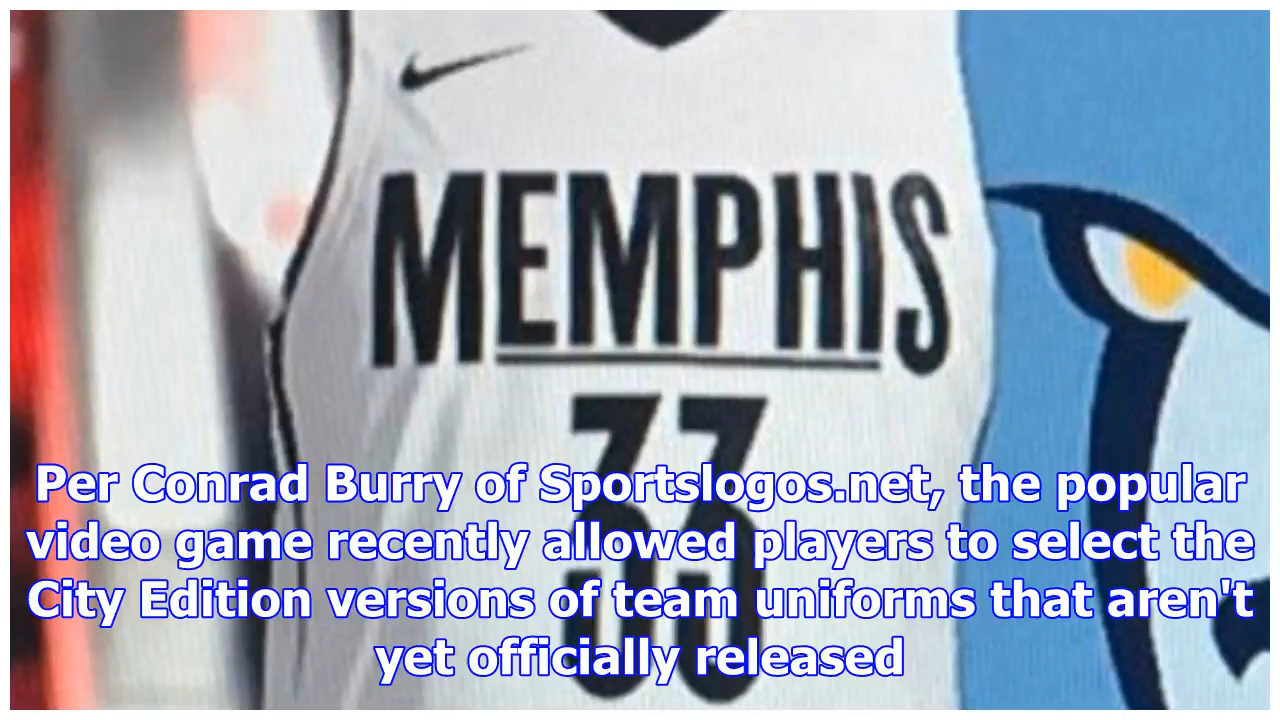 MEMPHIS
33
Per Conrad Burry of Sportslogos.net, the popular
video game recently allowed players to select the
City Edition versions of team uniforms that aren't
yet officially released